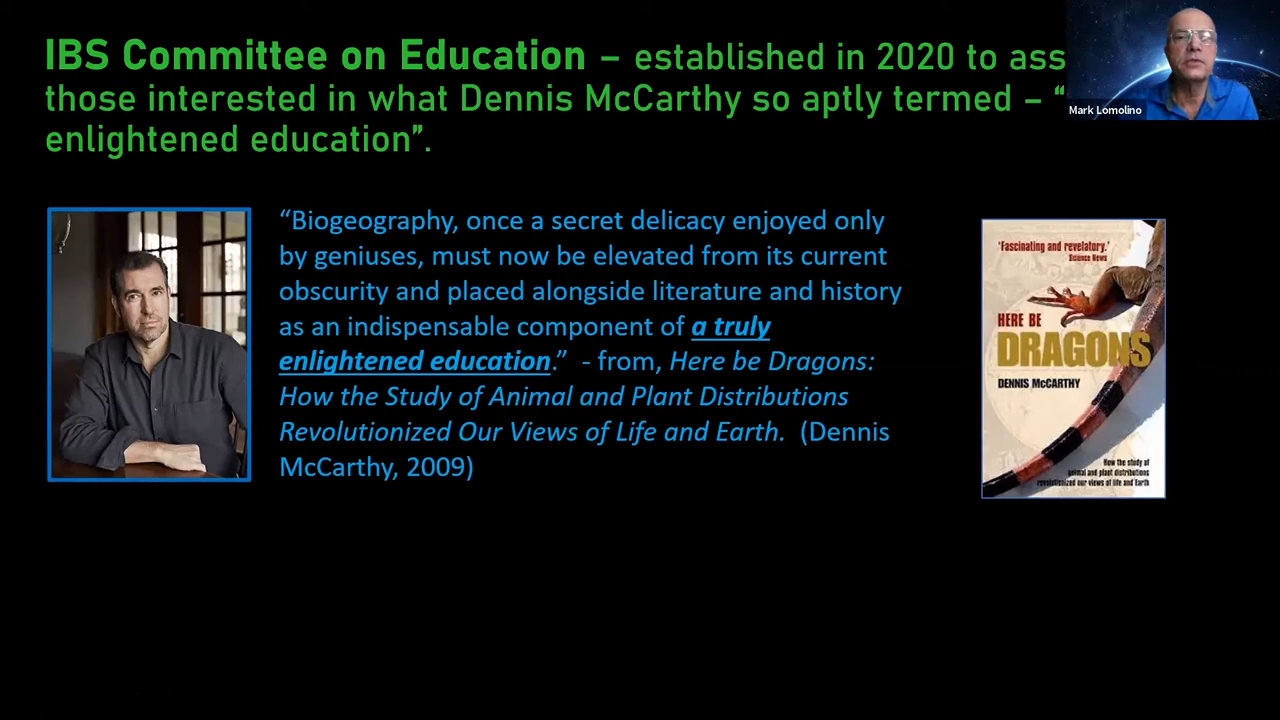 IBS Committee on Education – established in 2020 to ass
those interested in what Dennis McCarthy so aptly termed – “
enlightened education”.
Mark Lomolino
“Biogeography, once a secret delicacy enjoyed only
by geniuses, must now be elevated from its current
obscurity and placed alongside literature and history
as an indispensable component of a truly
enlightened education.” - from, Here be Dragons:
How the Study of Animal and Plant Distributions
Revolutionized Our Views of Life and Earth. (Dennis
McCarthy, 2009)
'Fascinating and revelatory.'
Science News
HERE BE
DRAGONS
DENNIS McCARTHY
How the study of
animal and plant distributions
revolutionized our views of life and Earth